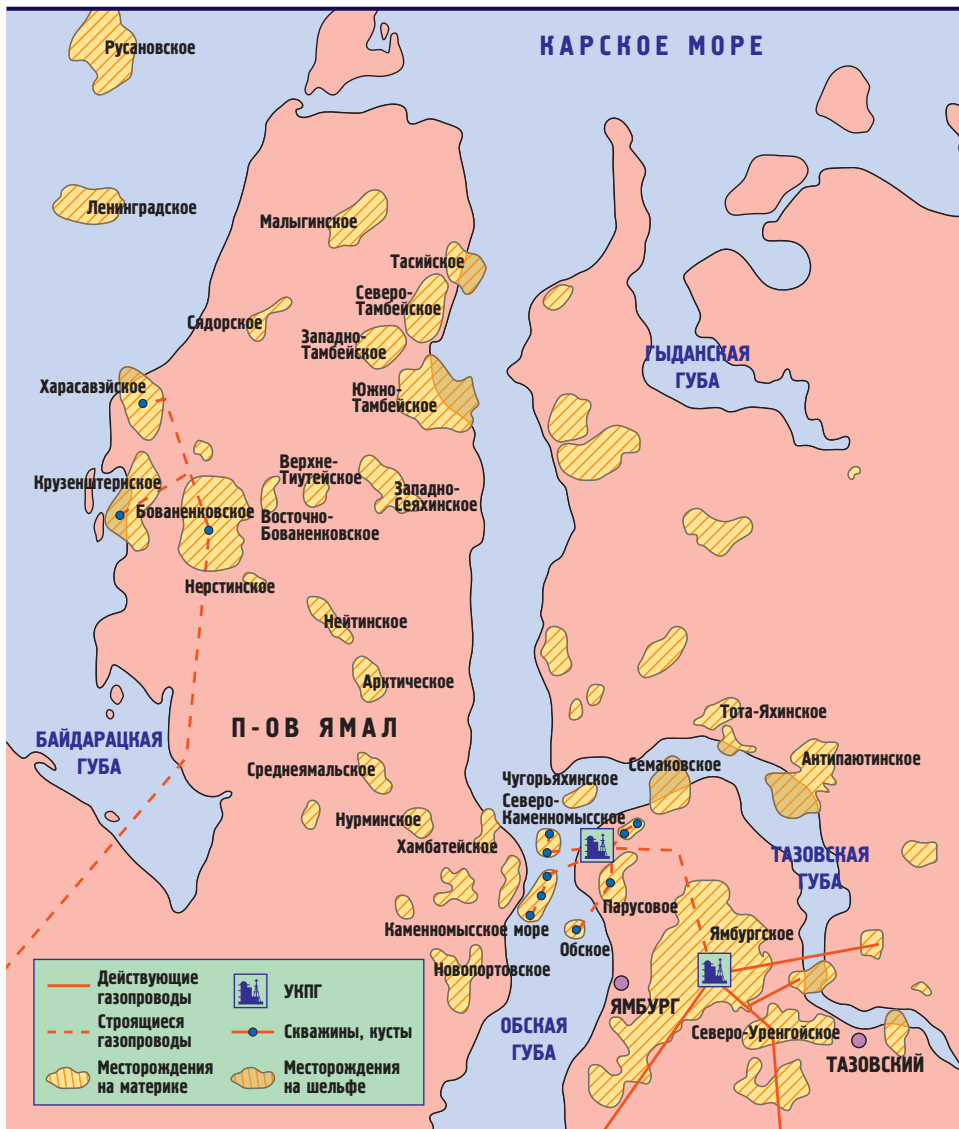 КАРСКОЕ МОРЕ
Русановское
Ленинградское
Малыгинское
Тасийское
Северо-
Тамбейское
Сядорское
Западно-
Тамбейское
ГЫДАНСКАЯ
ГУБА
Харасавэйское
Южно-
Тамбейское
Крузенштернское
Верхне-
Тиутейское
Западно-
Сеяхинское
Бованенковское
Восточно-
Бованенковское
Нерстинское
Нейтинское
Арктическое
П-ОВ ЯМАЛ
БАЙДАРАЦКАЯ
ГУБА
Тота-Яхинское
Антипаютинское
Семаковское
Среднеямальское
Чугорьяхинское
Северо-
Каменномысское
Нурминское
Хамбатейское
ТАЗОВСКАЯ
ГУБА
Парусовое
Каменномысское море
Ямбургское
Обское
Новопортовское
ЯМБУРГ
ОБСКАЯ
ГУБА
Северо-Уренгойское
ТАЗОВСКИЙ
Действующие
газопроводы
УКПГ
Строящиеся
газопроводы
Скважины, кусты
Месторождения
на материке
Месторождения
на шельфе